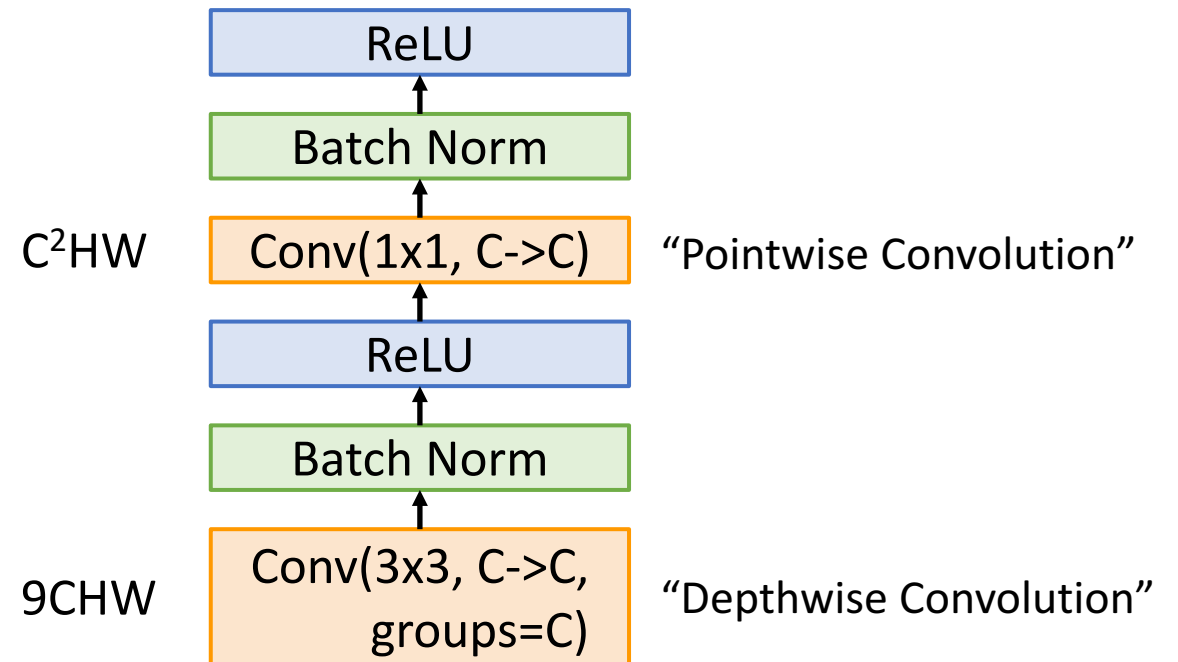 ReLU
Batch Norm
C²HW
Conv(1x1, C->C)
“Pointwise Convolution”
ReLU
Batch Norm
9CHW
Conv(3x3, C->C,
groups=C)
“Depthwise Convolution”